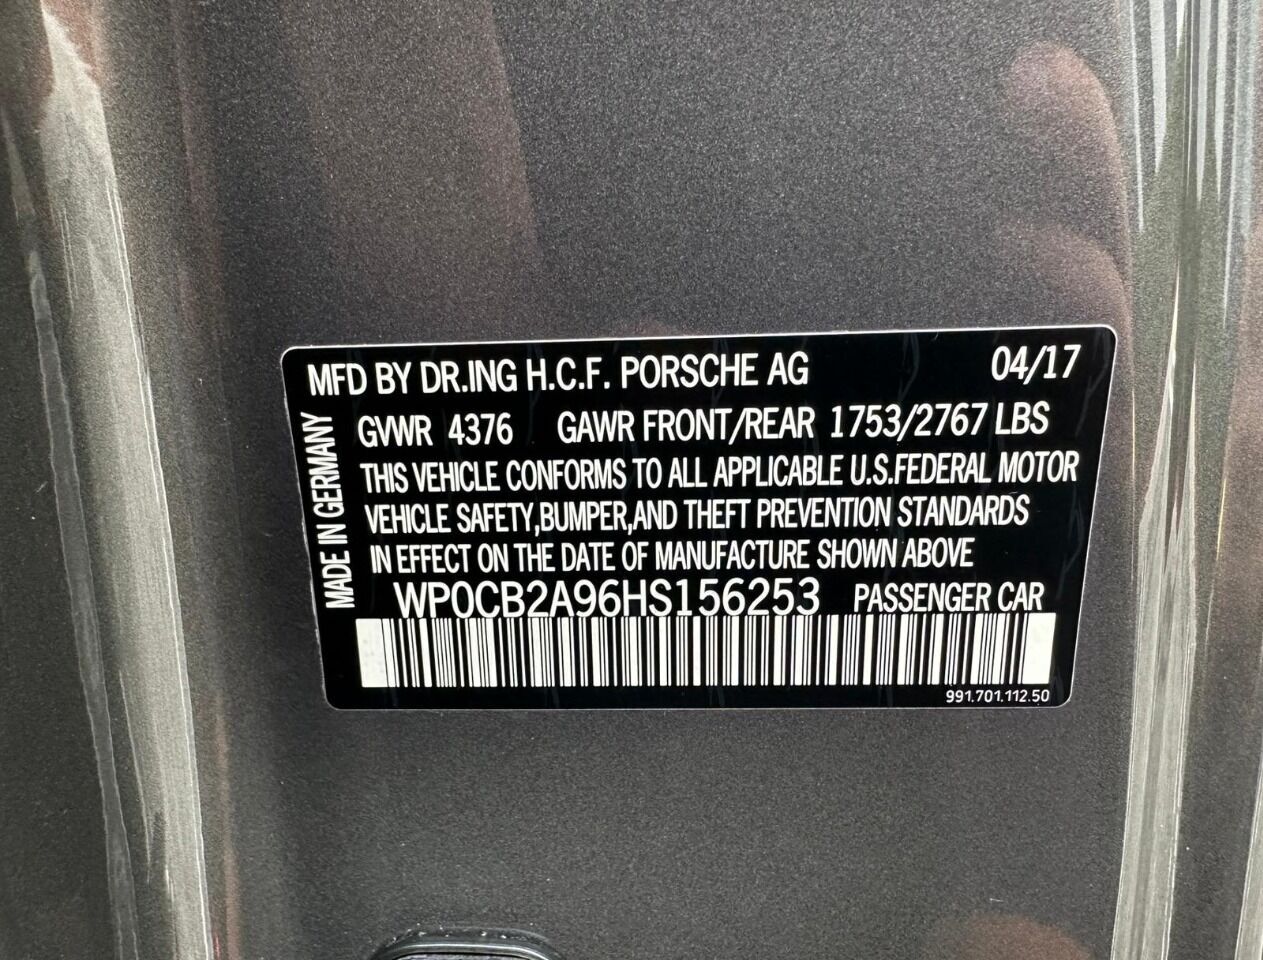 MFD BY DR.ING H.C.F. PORSCHE AG 04/17
GVWR 4376 GAWR FRONT/REAR 1753/2767 LBS
THIS VEHICLE CONFORMS TO ALL APPLICABLE U.S.FEDERAL MOTOR
VEHICLE SAFETY,BUMPER,AND THEFT PREVENTION STANDARDS
IN EFFECT ON THE DATE OF MANUFACTURE SHOWN ABOVE
WP0CB2A96HS156253 PASSENGER CAR
991.701.112.50
MADE IN GERMANY